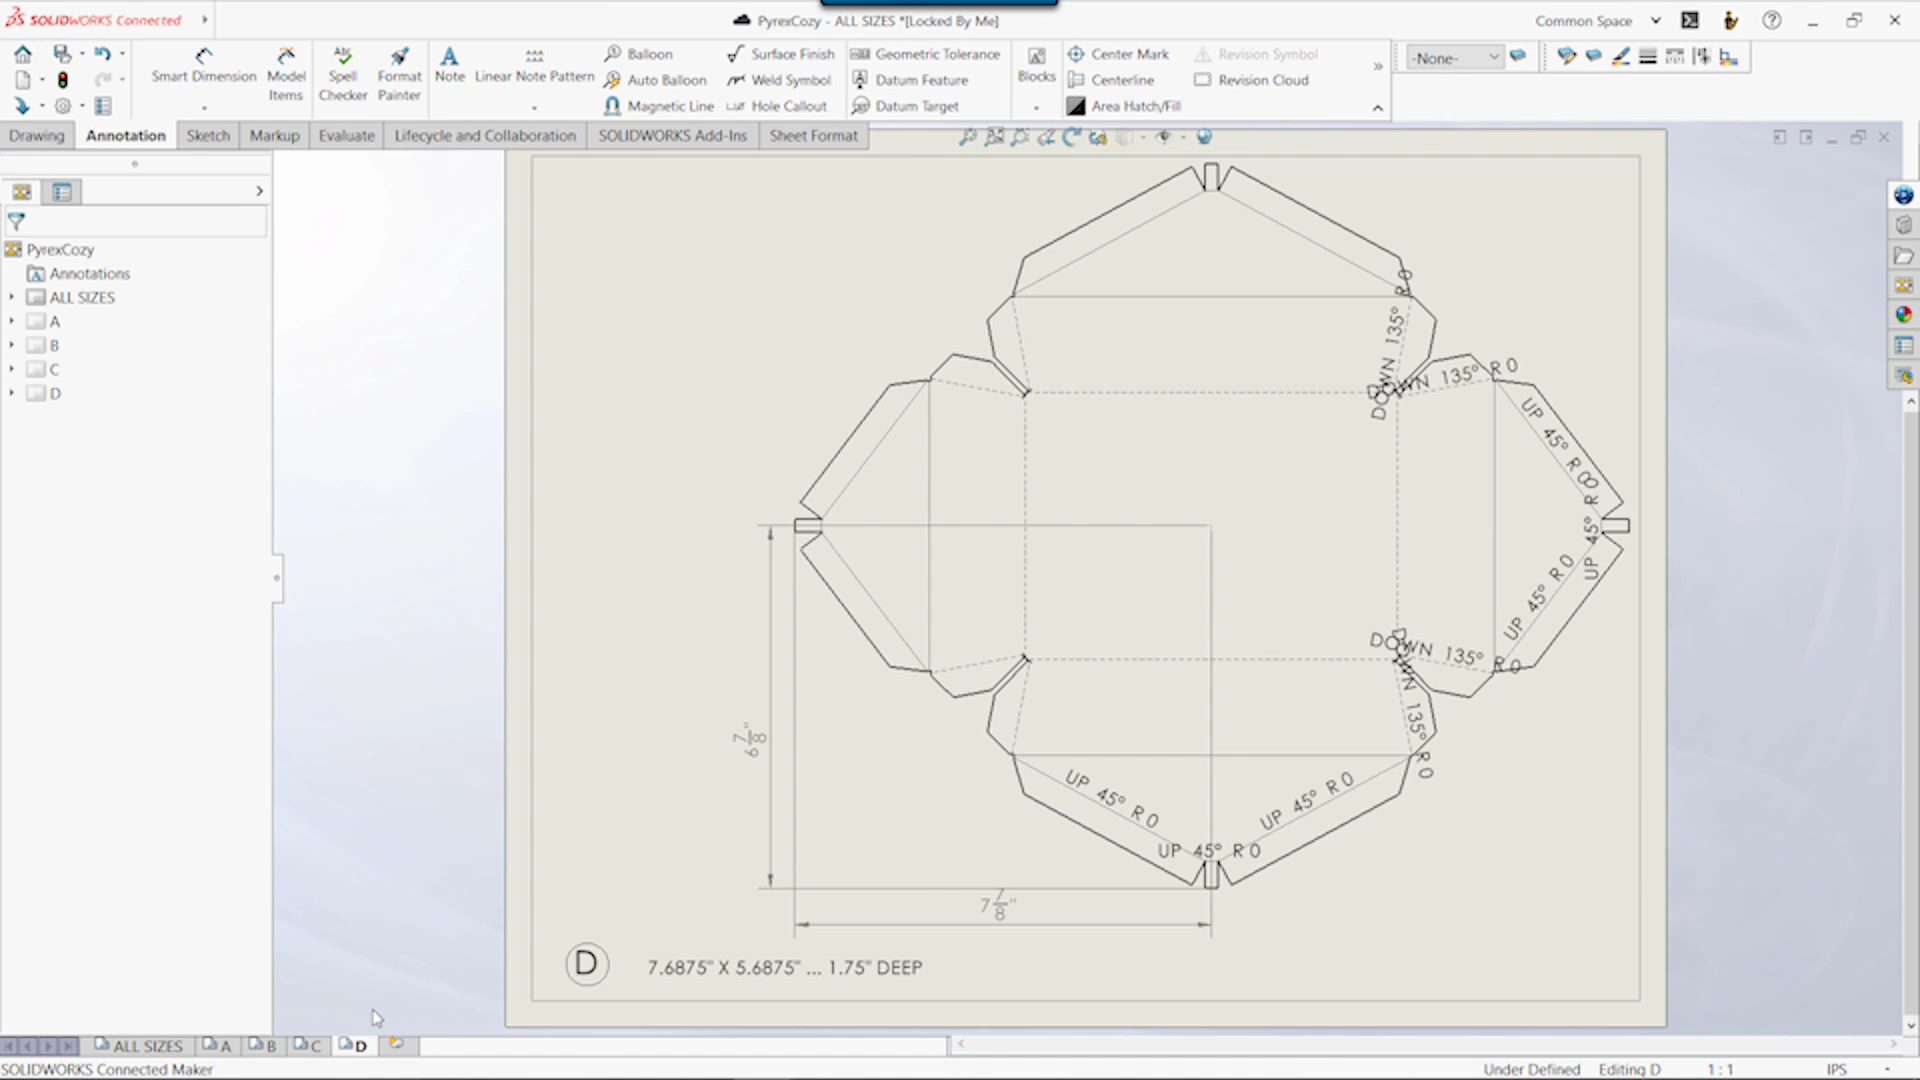 SOLIDWORKS Connected
PyrexCozy - ALL SIZES *[Locked By Me]
Common Space
Smart Dimension
Model Items
Spell Checker
Format Painter
Note
Linear Note Pattern
Balloon
Auto Balloon
Magnetic Line
Surface Finish
Weld Symbol
Hole Callout
Geometric Tolerance
Datum Feature
Datum Target
Blocks
Center Mark
Centerline
Area Hatch/Fill
Revision Symbol
Revision Cloud
-None-
Drawing
Annotation
Sketch
Markup
Evaluate
Lifecycle and Collaboration
SOLIDWORKS Add-Ins
Sheet Format
PyrexCozy
Annotations
ALL SIZES
A
B
C
D
DOWN 135° R 0
DOWN 135° R 0
UP 45° R 0
UP 45° R 0
UP 45° R 0
DOWN 135° R 0
DOWN 135° R 0
UP 45° R 0
UP 45° R 0
UP 45° R 0
6 7/8"
7 7/8"
D
7.6875" X 5.6875" ... 1.75" DEEP
ALL SIZES
A
B
C
D
SOLIDWORKS Connected Maker
Under Defined
Editing D
1 : 1
IPS